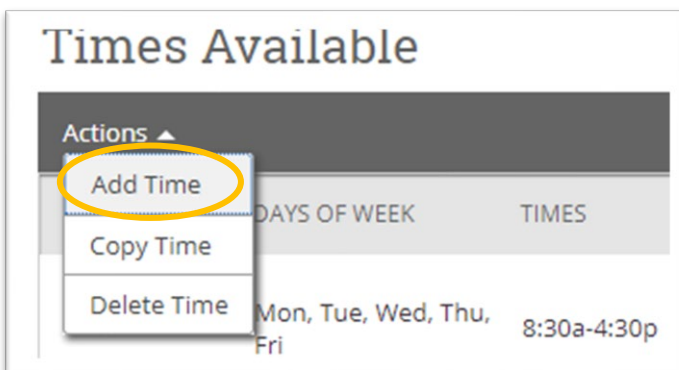 Times Available
Actions
Add Time
DAYS OF WEEK TIMES
Copy Time
Delete Time
Mon, Tue, Wed, Thu, 8:30a-4:30p
Fri